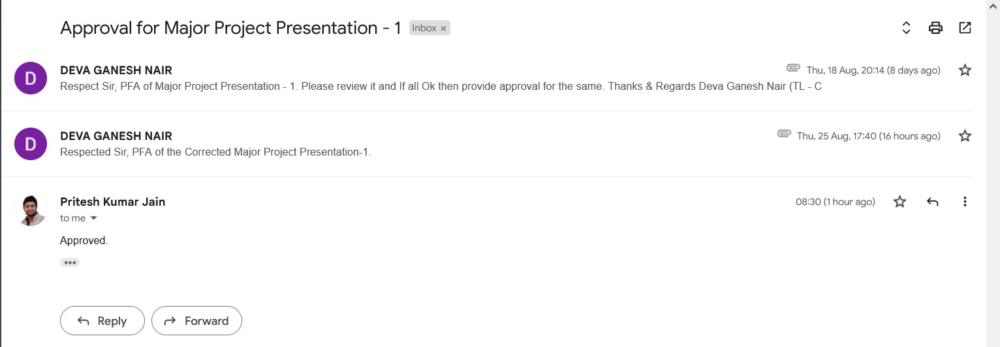 Approval for Major Project Presentation - 1 Inbox ×
D
DEVA GANESH NAIR
Thu, 18 Aug, 20:14 (8 days ago)
Respect Sir, PFA of Major Project Presentation - 1. Please review it and If all Ok then provide approval for the same. Thanks & Regards Deva Ganesh Nair (TL - C
D
DEVA GANESH NAIR
Thu, 25 Aug, 17:40 (16 hours ago)
Respected Sir, PFA of the Corrected Major Project Presentation-1.
Pritesh Kumar Jain
08:30 (1 hour ago)
to me
Approved.
Reply
Forward